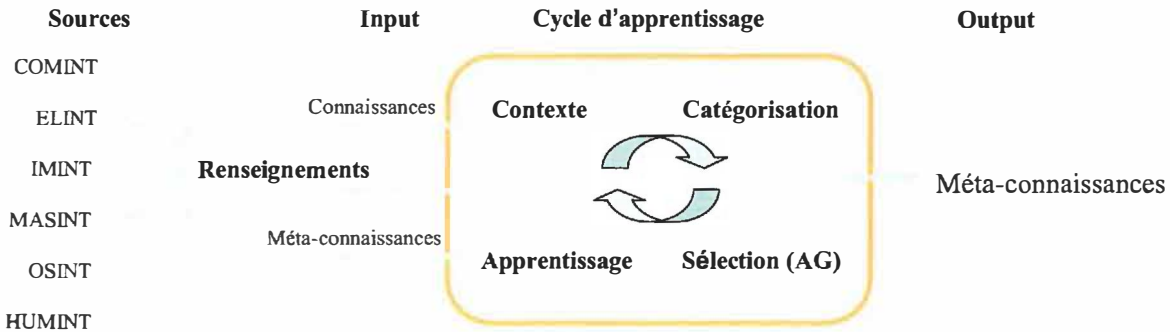 Sources Input Cycle d'apprentissage Output
COMINT
ELINT
IMINT
MASINT
OSINT
HUMINT
Connaissances
Renseignements
Méta-connaissances
Contexte Catégorisation
Apprentissage Sélection (AG)
Méta-connaissances